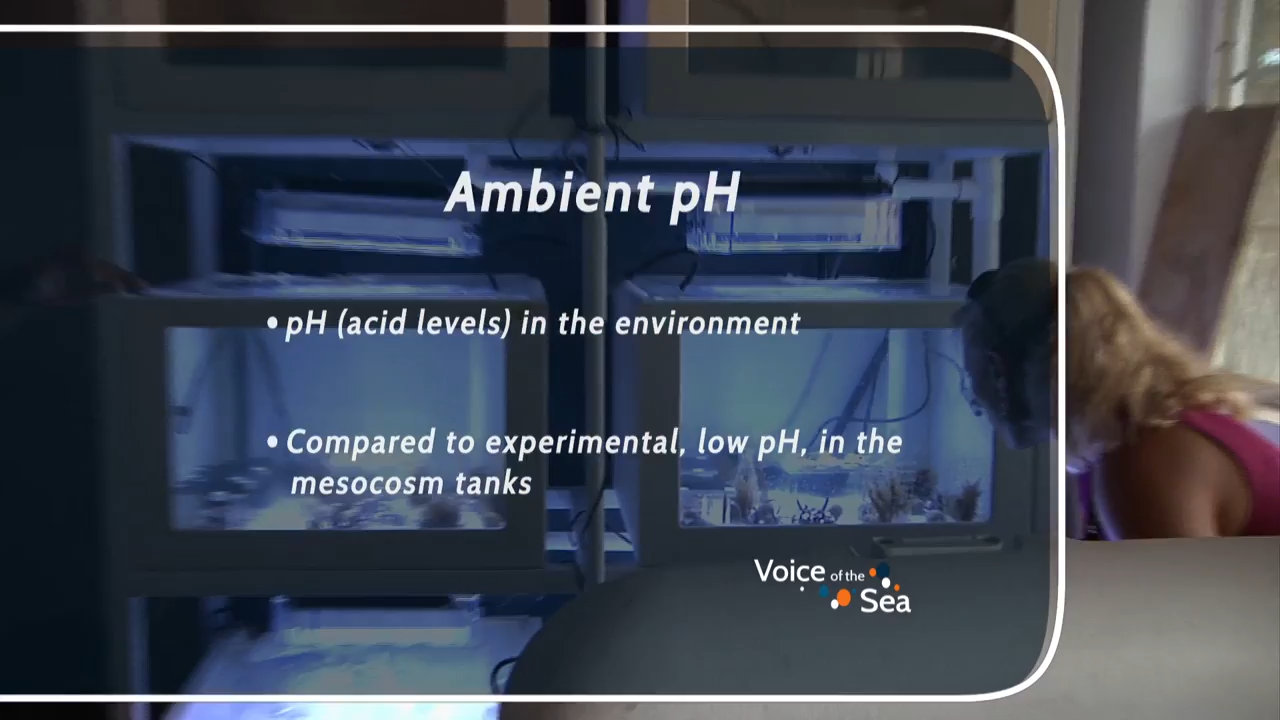 Ambient pH
• pH (acid levels) in the environment
• Compared to experimental, low pH, in the
mesocosm tanks
Voice of the
Sea